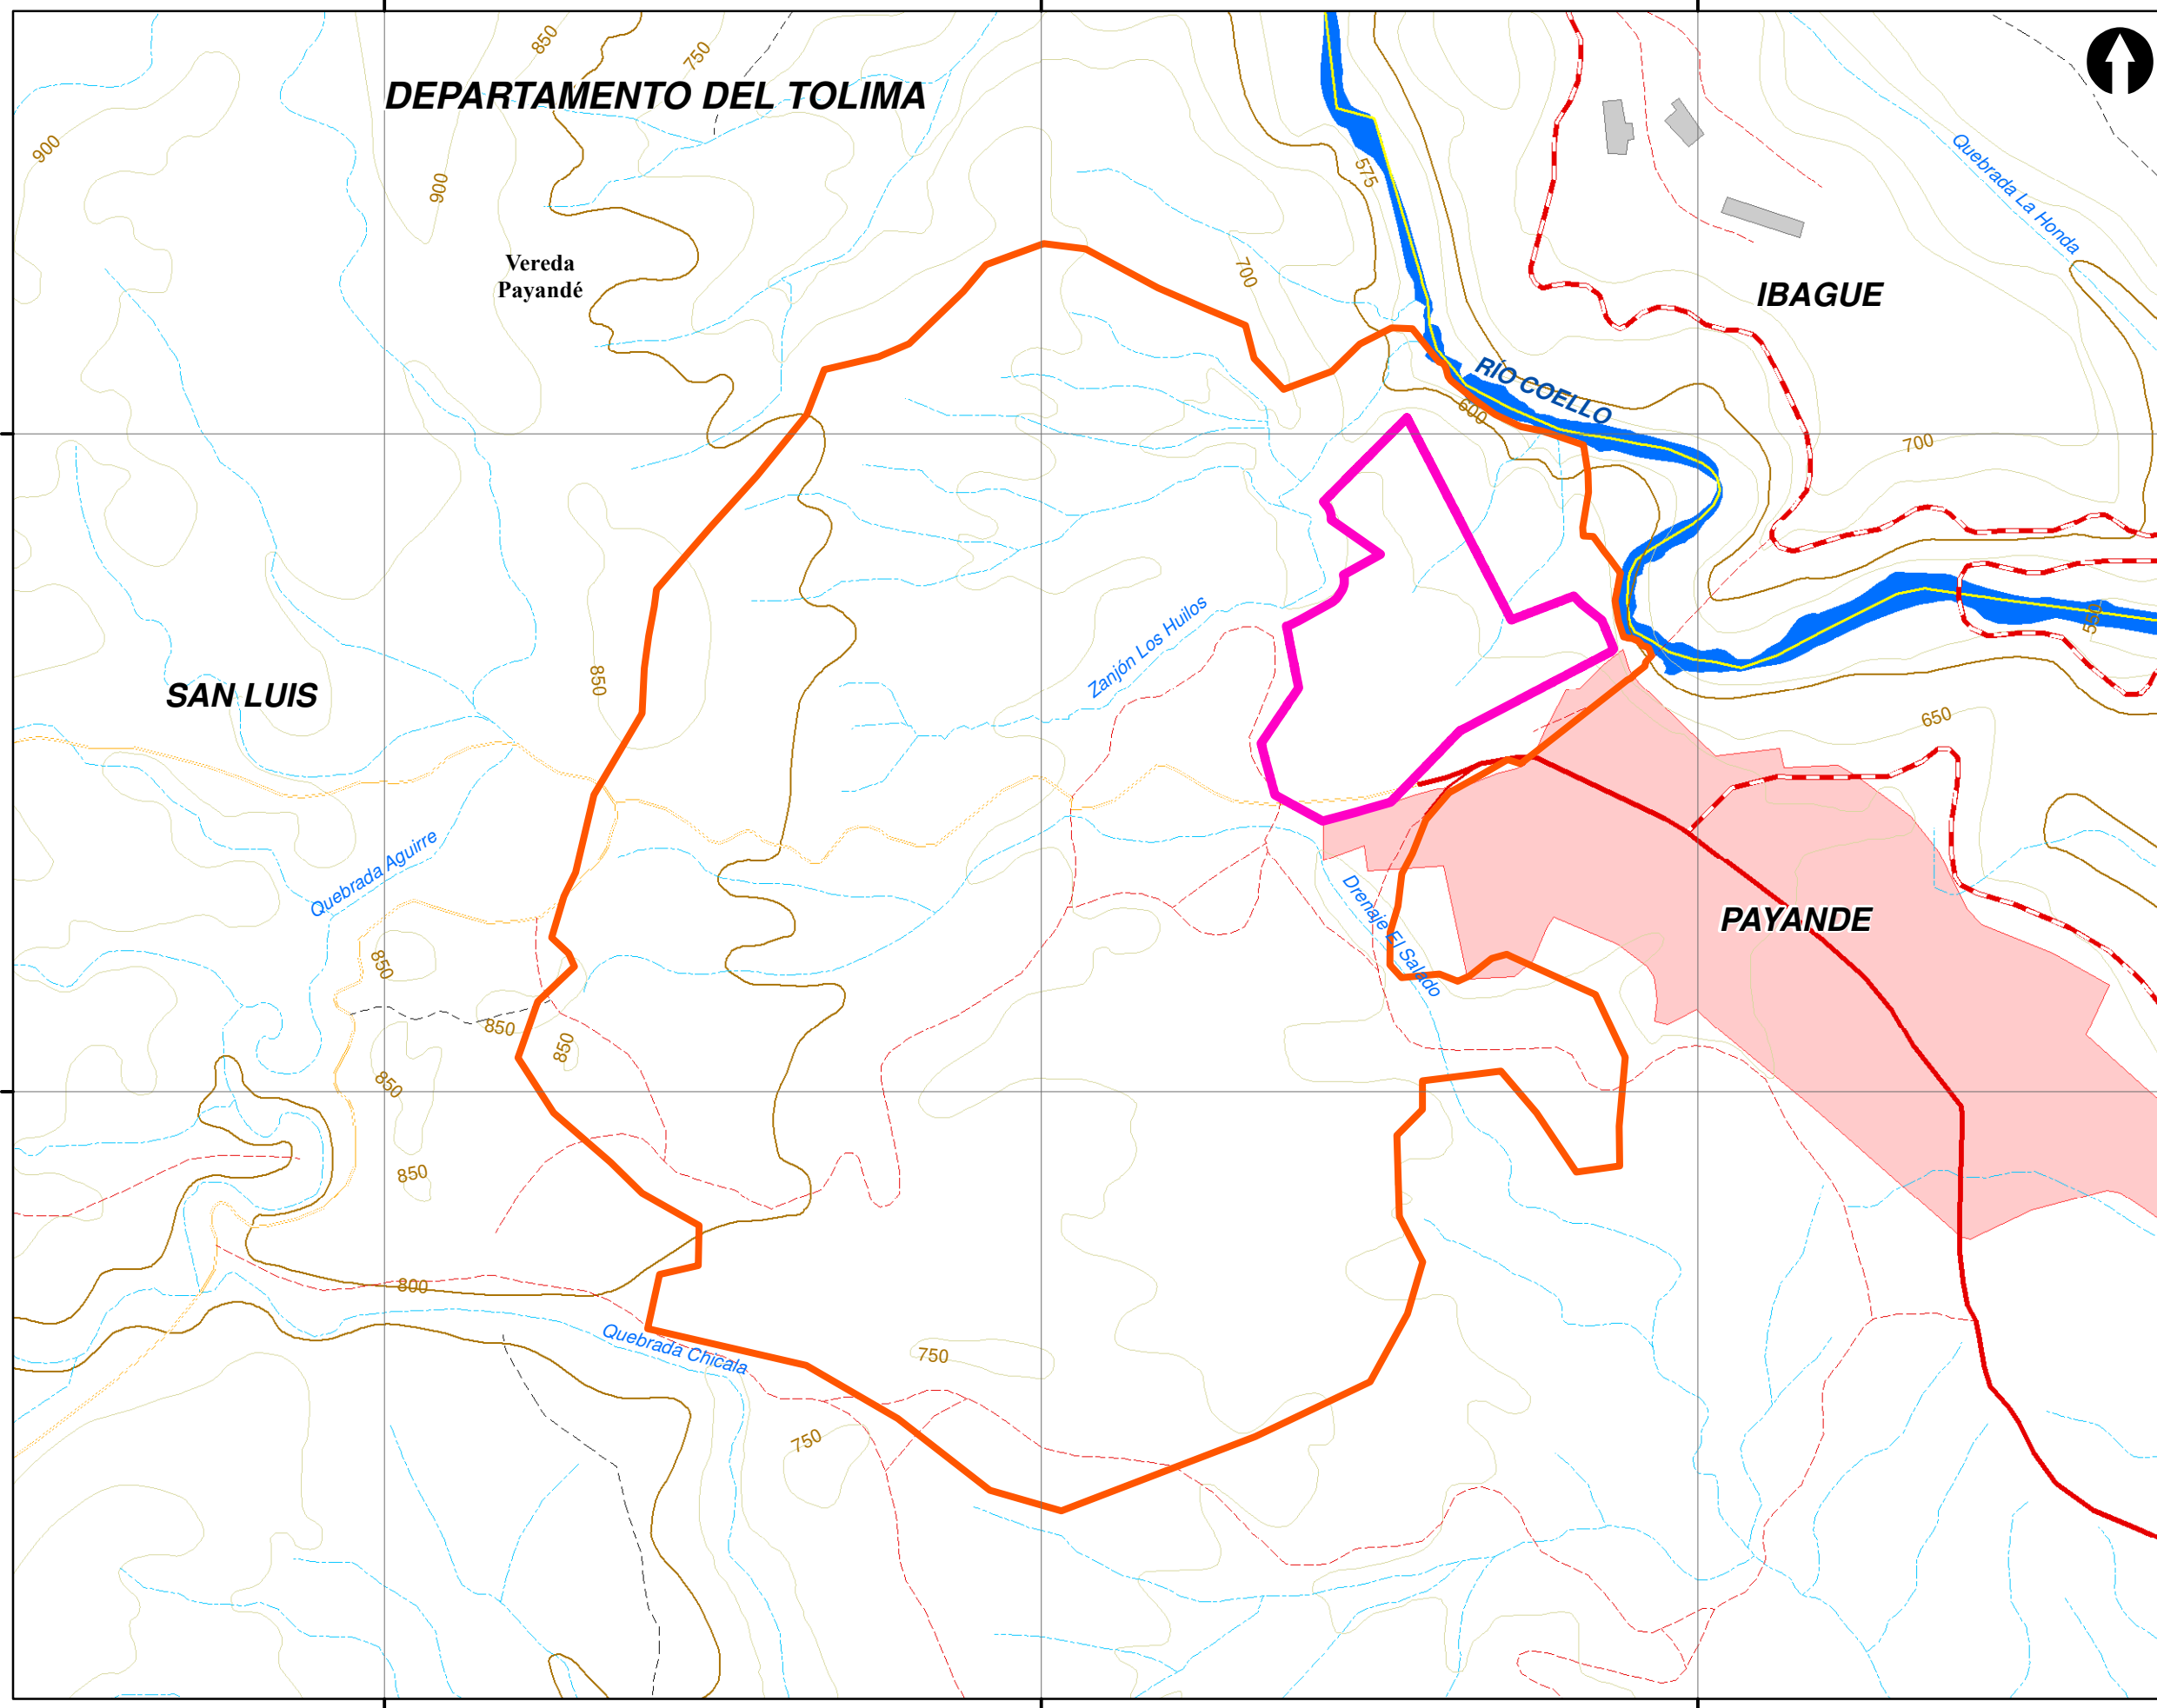 850
750
DEPARTAMENTO DEL TOLIMA
900
900
575
Quebrada La Honda
Vereda
Payandé
700
IBAGUE
RÍO COELLO
600
700
Zanjón Los Huilos
550
850
SAN LUIS
650
Quebrada Aguirre
Drenaje El Salado
PAYANDE
850
850
850
850
850
800
Quebrada Chicala
750
750